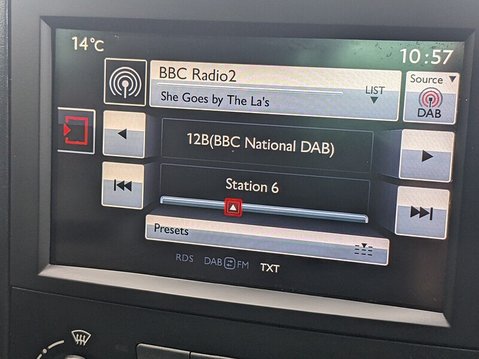 14°C
10:57
BBC Radio2
She Goes by The La's
LIST
Source
DAB
12B(BBC National DAB)
Station 6
Presets
RDS DAB FM TXT